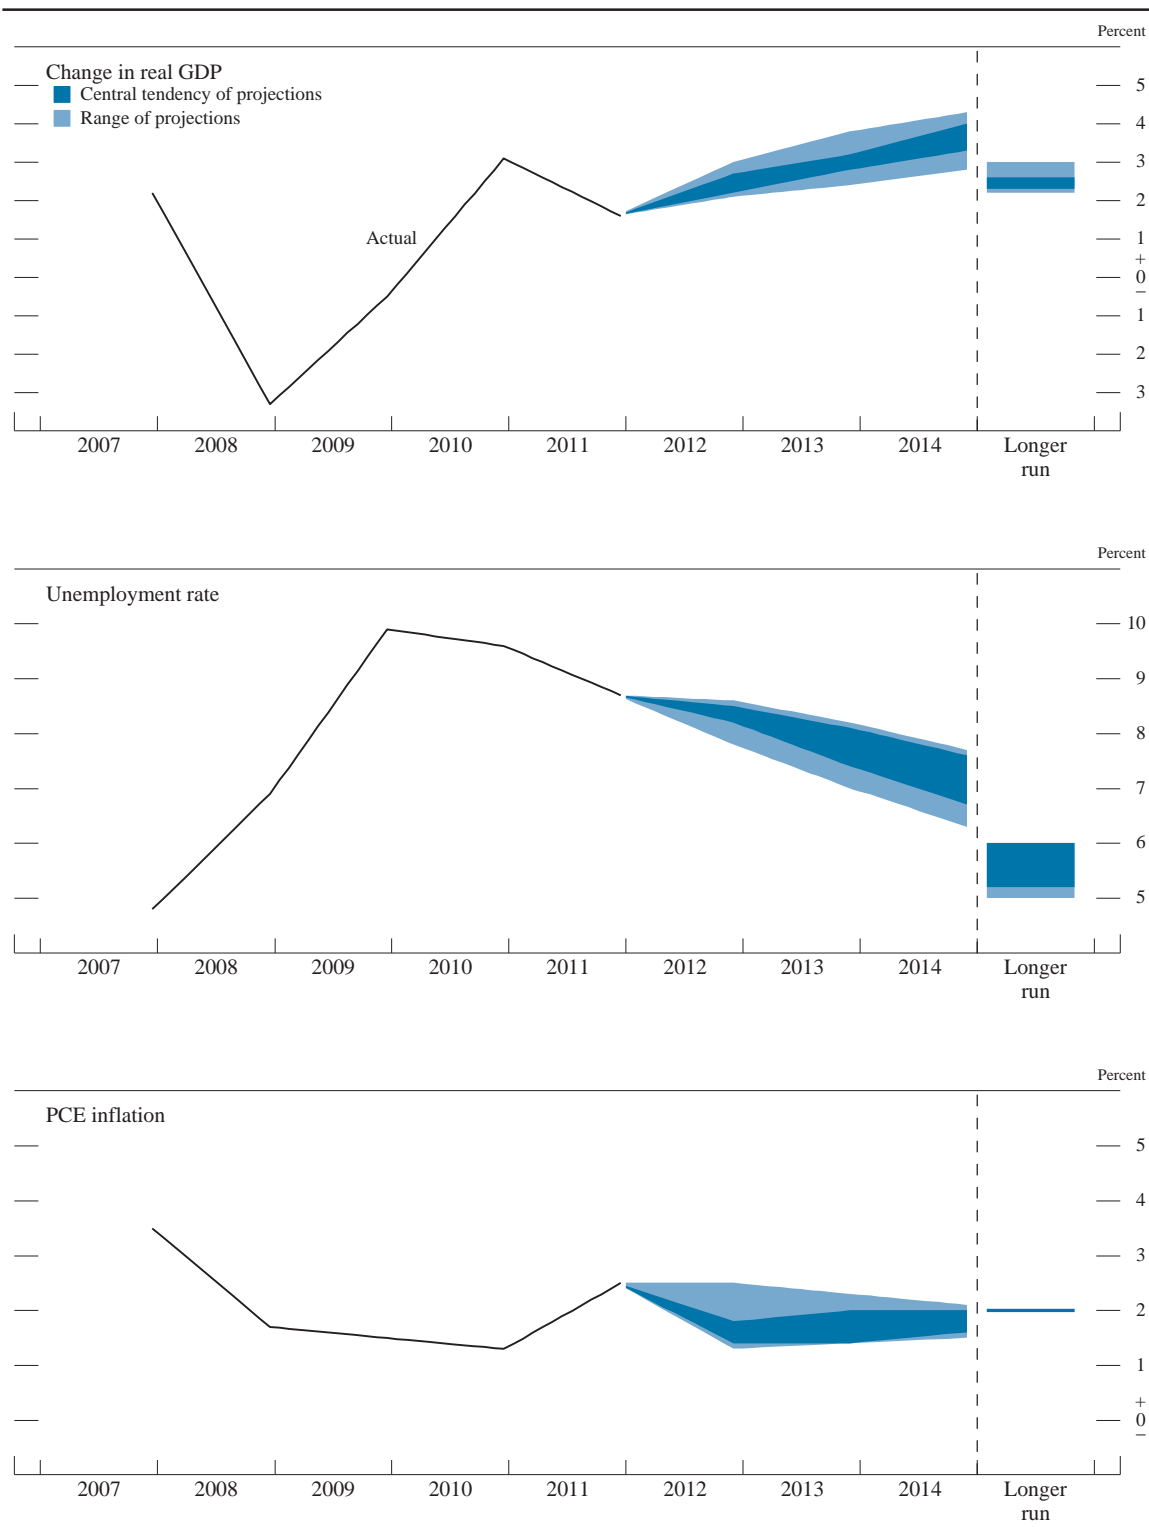 Percent
Change in real GDP
Central tendency of projections
Range of projections
5
4
3
2
Actual
1
+
0
−
1
2
3
2007 2008 2009 2010 2011 2012 2013 2014 Longer
run
Percent
Unemployment rate
10
9
8
7
6
5
2007 2008 2009 2010 2011 2012 2013 2014 Longer
run
Percent
PCE inflation
5
4
3
2
1
+
0
−
2007 2008 2009 2010 2011 2012 2013 2014 Longer
run